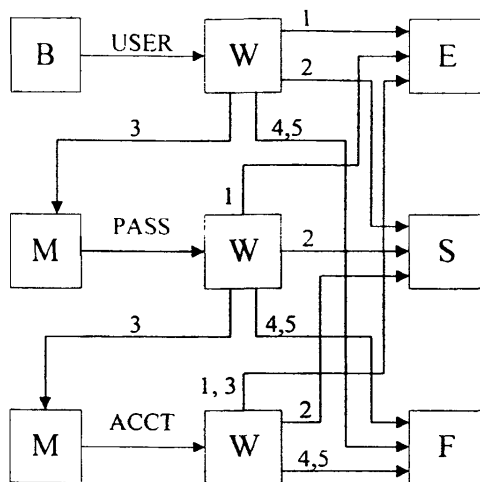 1
B USER W E
2
3 4,5
1
M PASS W 2 S
3 4,5
1, 3
2
M ACCT W F
4,5